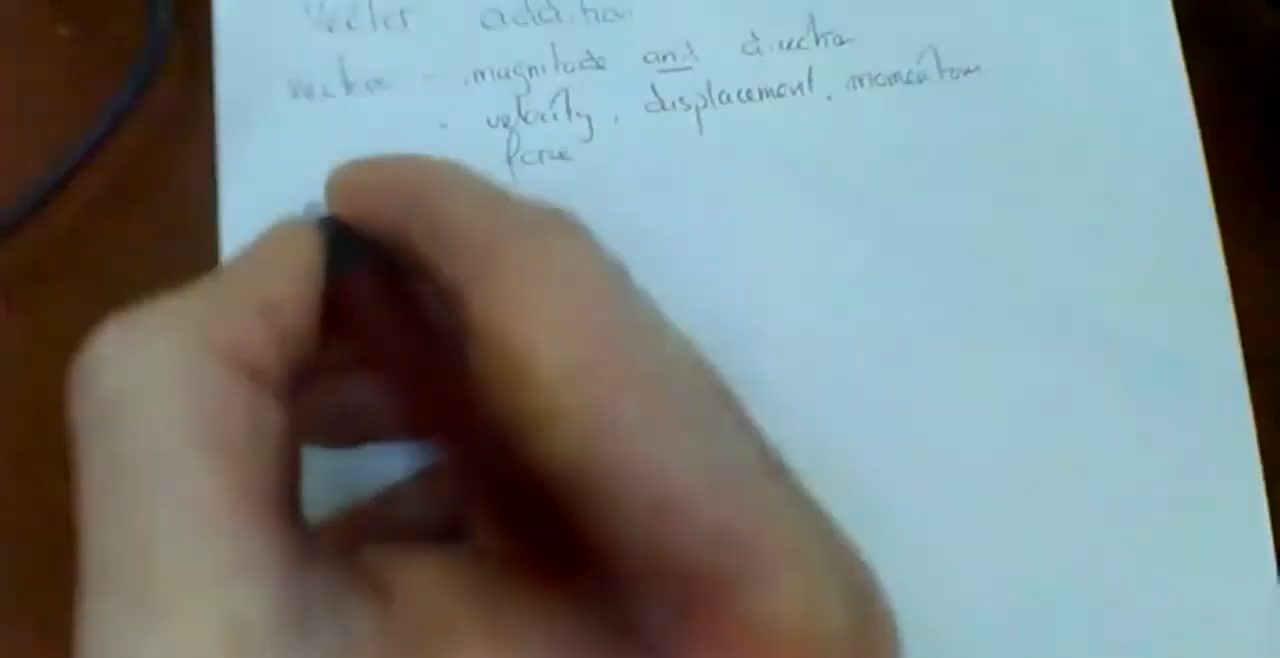 Vector addition
vector - magnitude and direction
- velocity, displacement, momentum
force